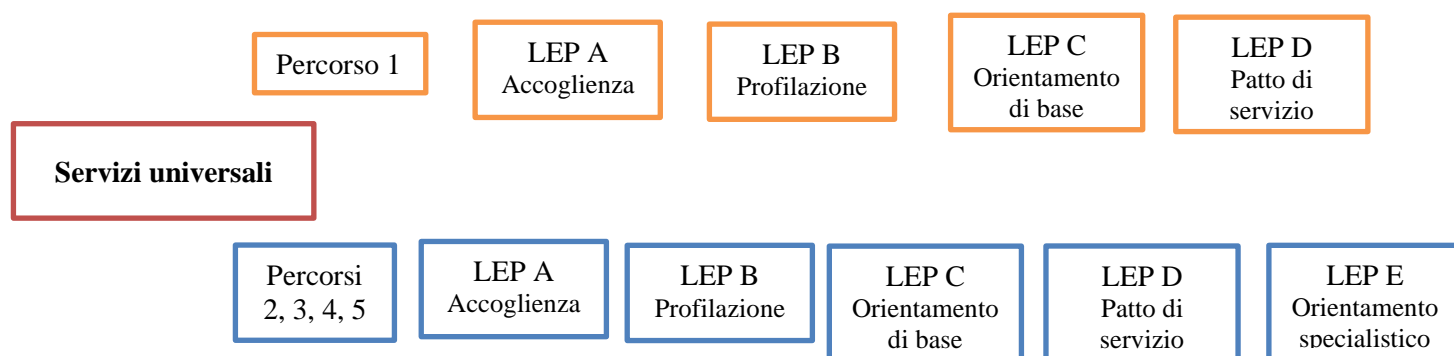 Percorso 1
LEP A
Accoglienza
LEP B
Profilazione
LEP C
Orientamento
di base
LEP D
Patto di
servizio
Servizi universali
Percorsi
2, 3, 4, 5
LEP A
Accoglienza
LEP B
Profilazione
LEP C
Orientamento
di base
LEP D
Patto di
servizio
LEP E
Orientamento
specialistico